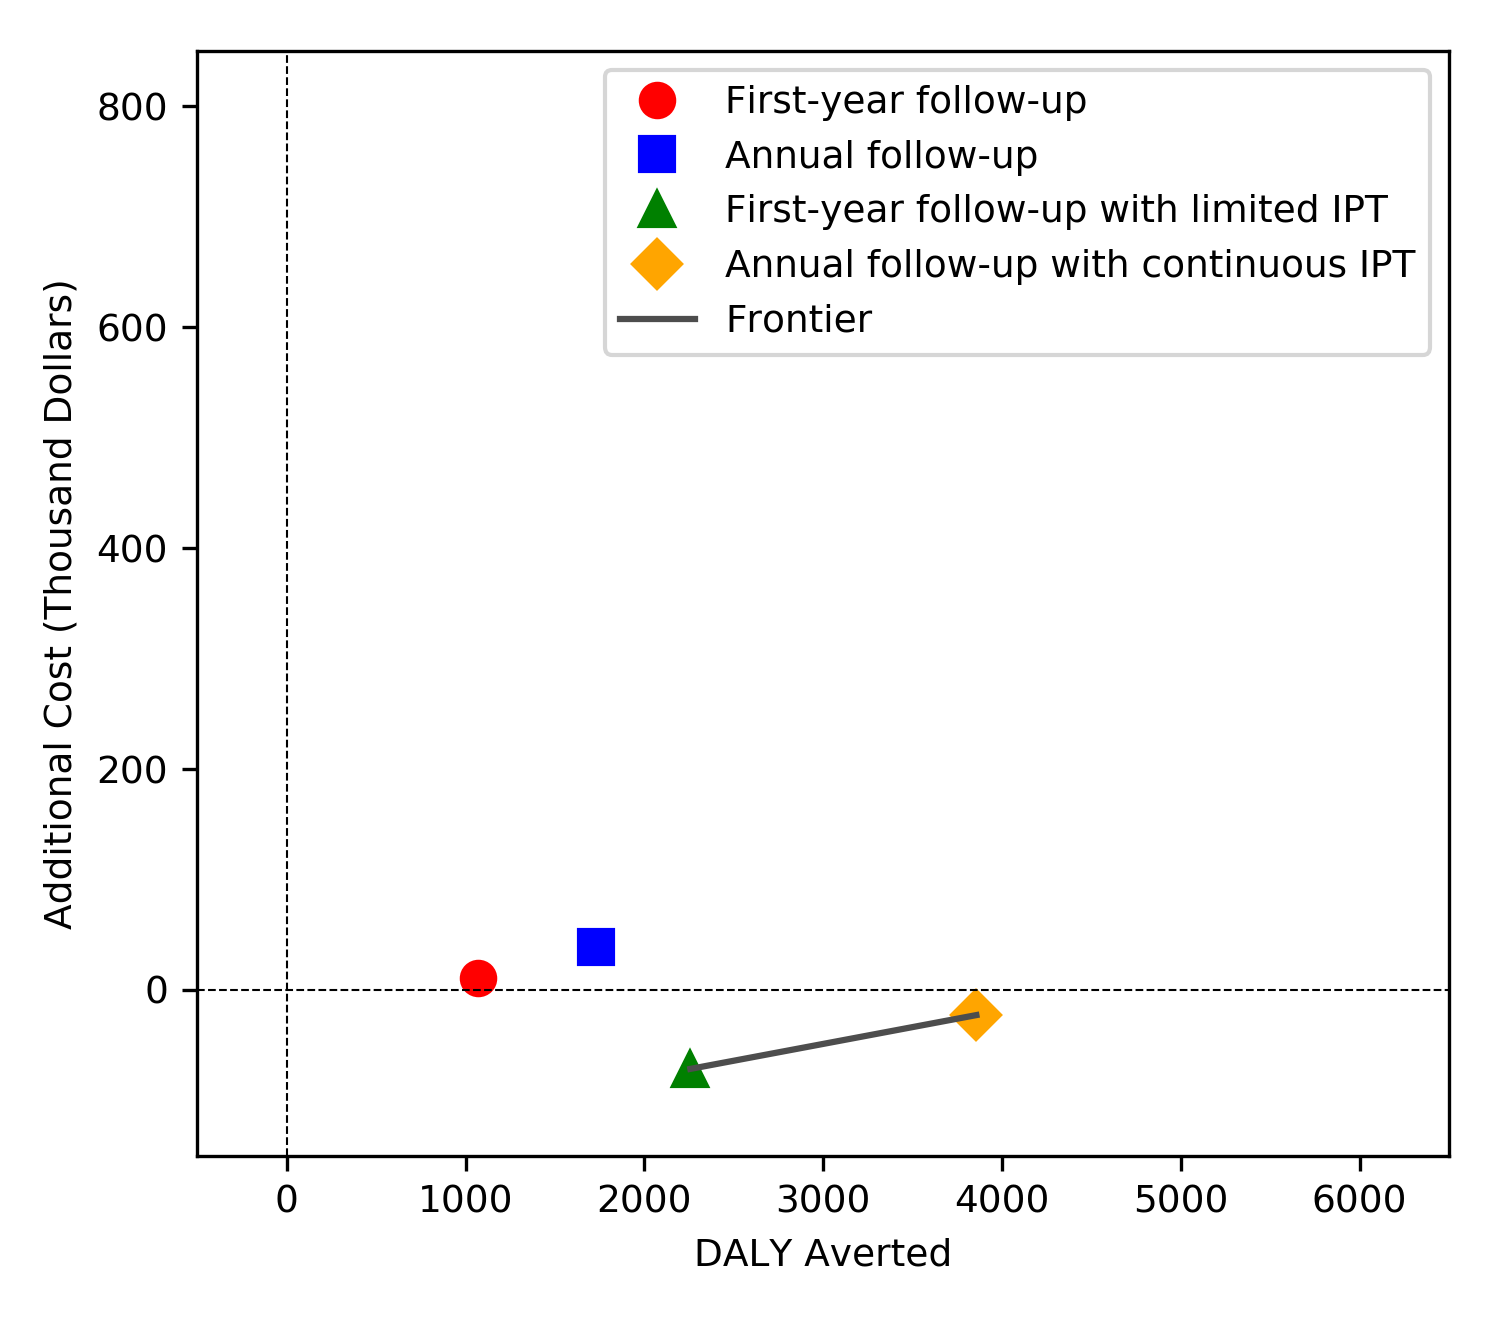 First-year follow-up
Annual follow-up
First-year follow-up with limited IPT
Annual follow-up with continuous IPT
Frontier
Additional Cost (Thousand Dollars)
800
600
400
200
0
0 1000 2000 3000 4000 5000 6000
DALY Averted